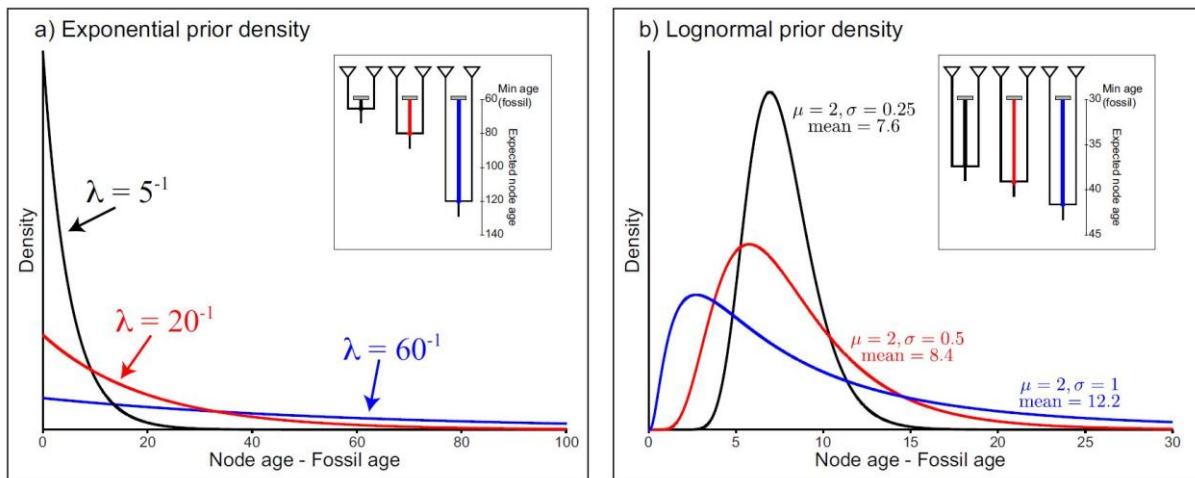 a) Exponential prior density
Density
λ = 5⁻¹
λ = 20⁻¹
λ = 60⁻¹
Min age
(fossil)
Expected node age
60
80
100
120
140
0
20
40
60
80
100
Node age - Fossil age
b) Lognormal prior density
Density
μ = 2, σ = 0.25
mean = 7.6
μ = 2, σ = 0.5
mean = 8.4
μ = 2, σ = 1
mean = 12.2
Min age
(fossil)
Expected node age
30
35
40
45
0
5
10
15
20
25
30
Node age - Fossil age